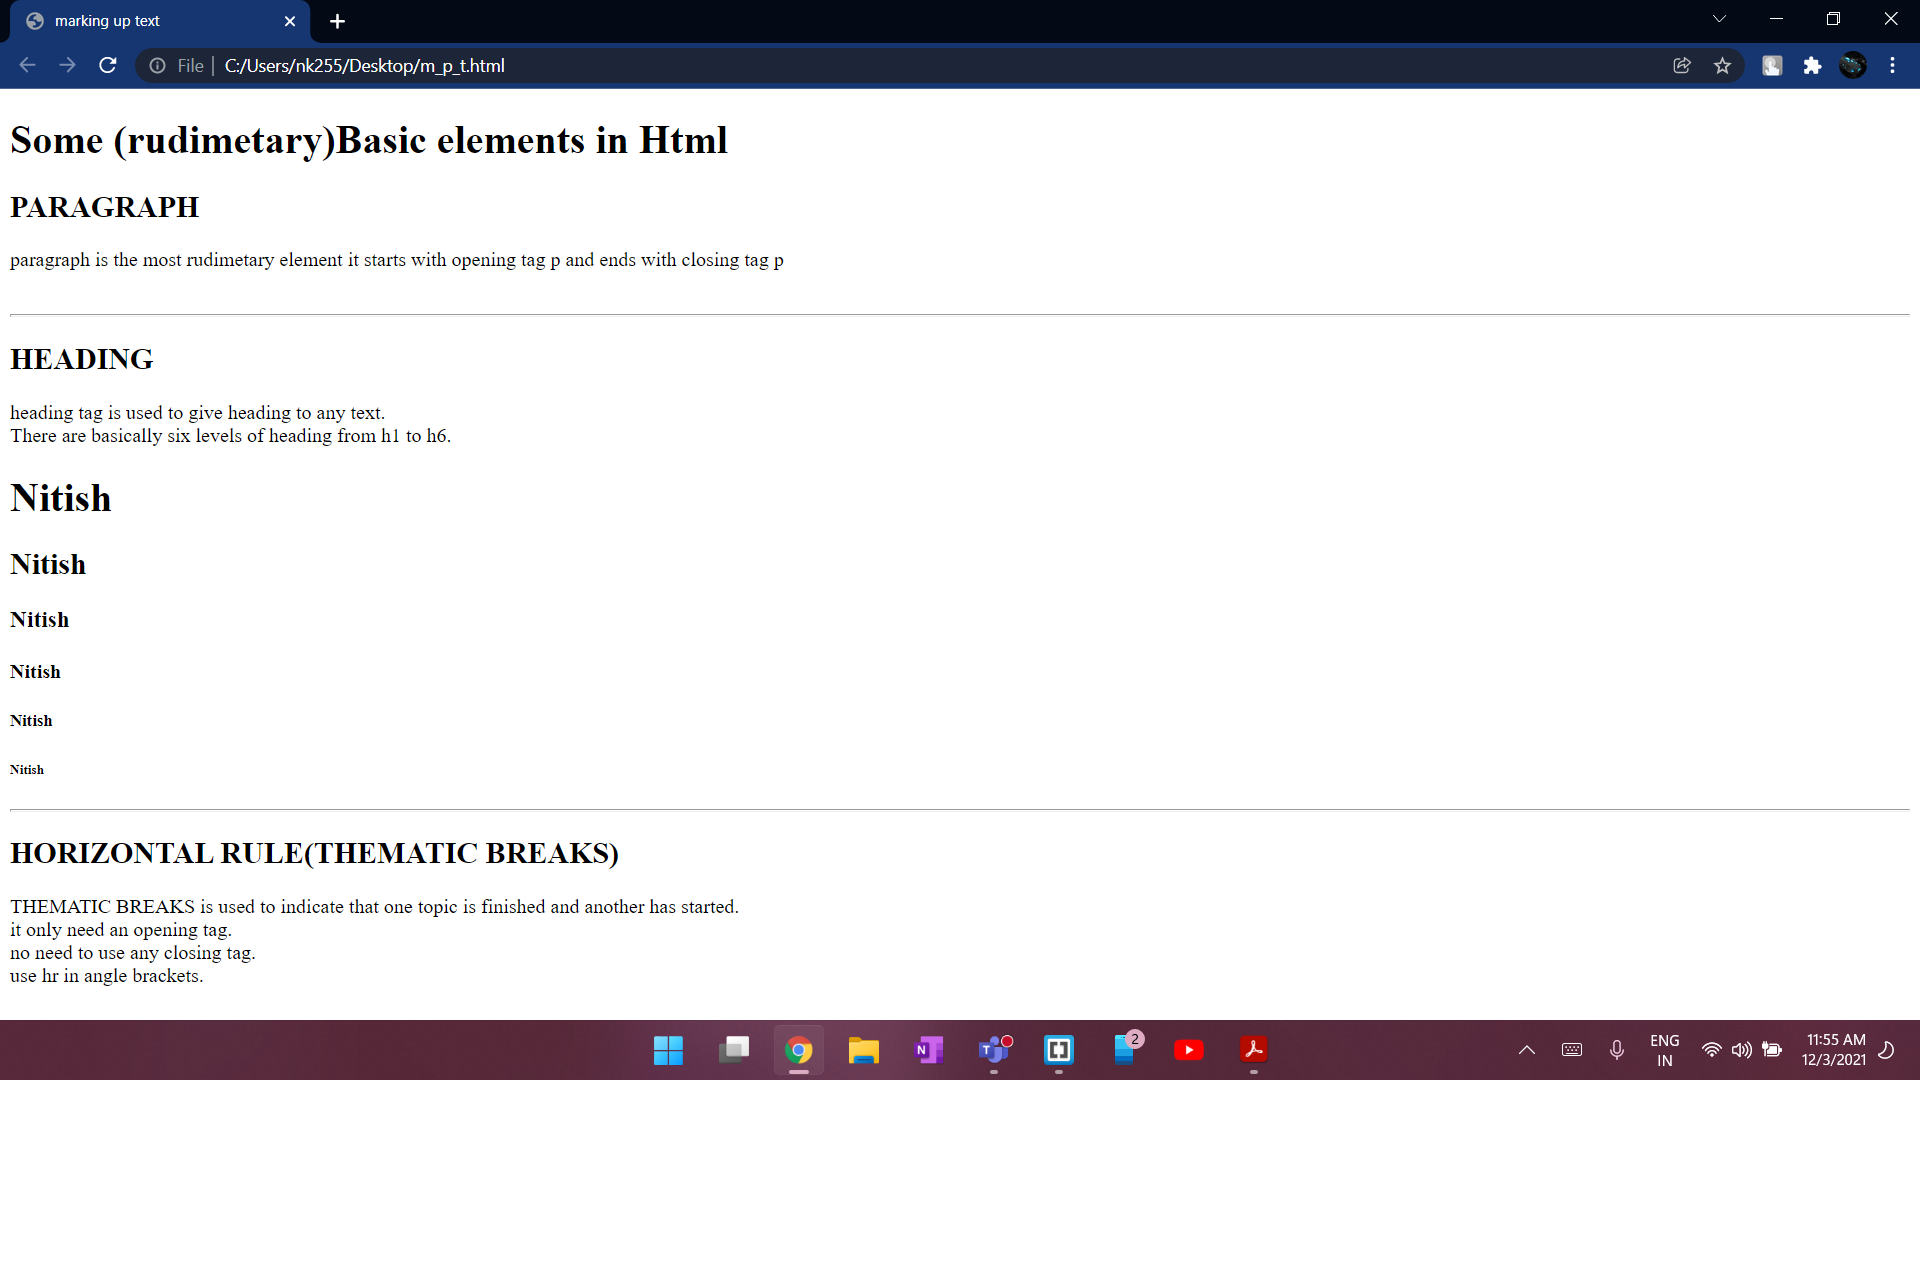 marking up text
File | C:/Users/nk255/Desktop/m_p_t.html
Some (rudimetary)Basic elements in Html
PARAGRAPH
paragraph is the most rudimetary element it starts with opening tag p and ends with closing tag p
HEADING
heading tag is used to give heading to any text.
There are basically six levels of heading from h1 to h6.
Nitish
Nitish
Nitish
Nitish
Nitish
Nitish
HORIZONTAL RULE(THEMATIC BREAKS)
THEMATIC BREAKS is used to indicate that one topic is finished and another has started.
it only need an opening tag.
no need to use any closing tag.
use hr in angle brackets.
N
T
2
ENG
IN
11:55 AM
12/3/2021